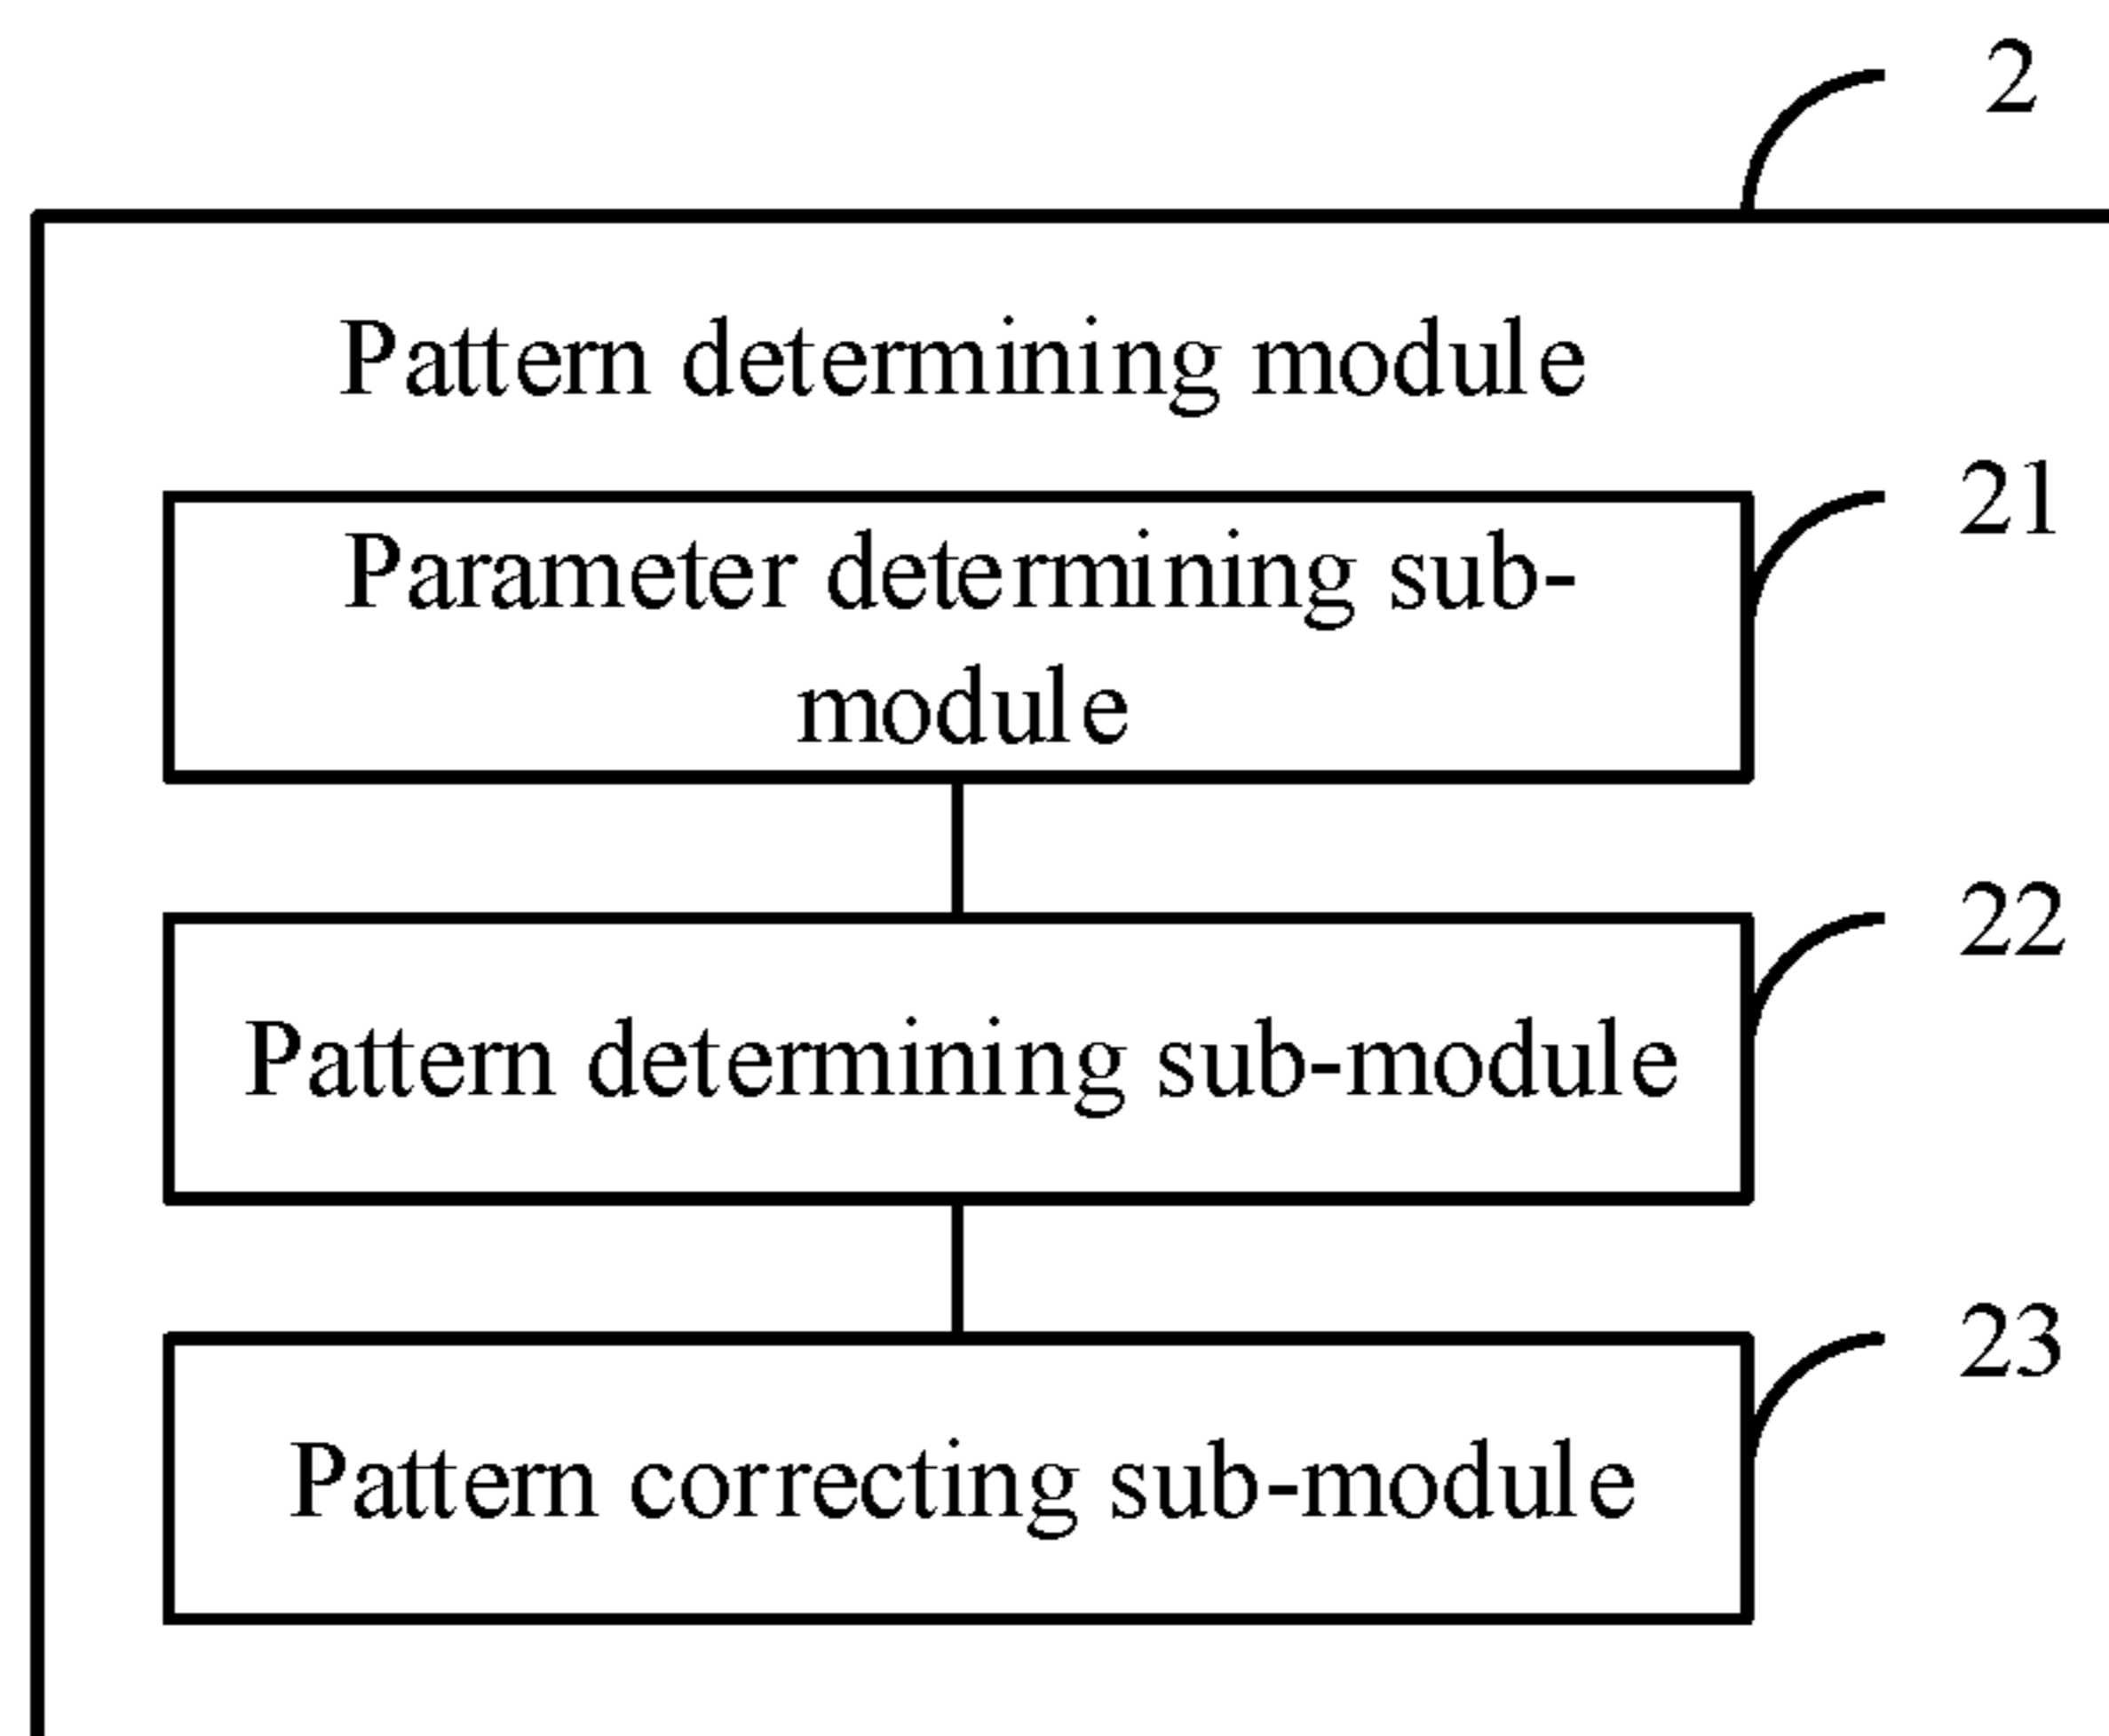 2
Pattern determining module
21
Parameter determining sub-
module
22
Pattern determining sub-module
23
Pattern correcting sub-module